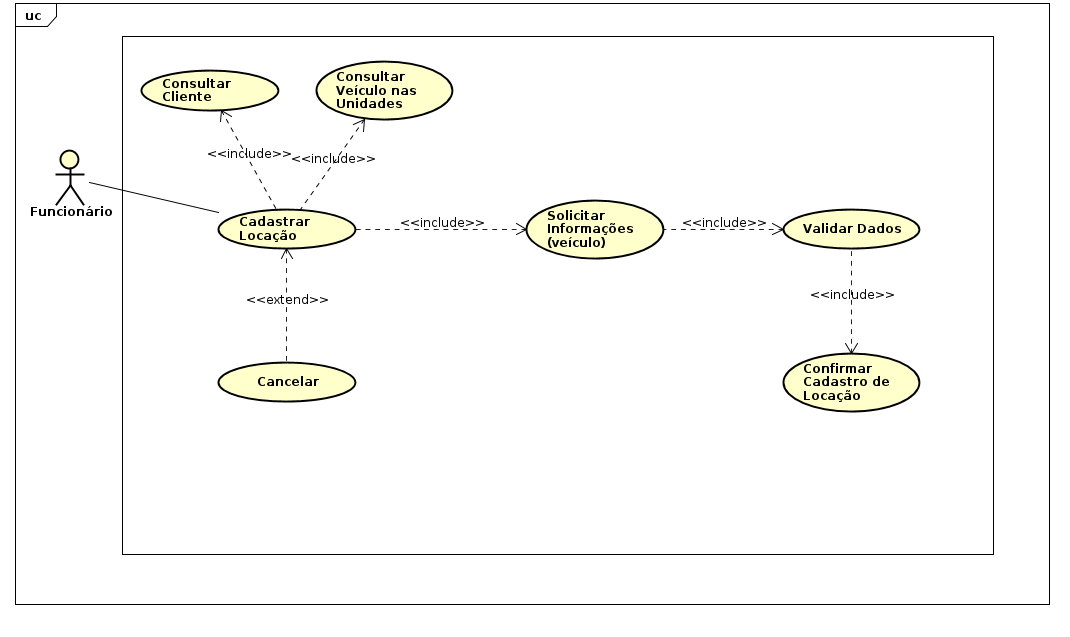 uc
Consultar
Cliente
Consultar
Veículo nas
Unidades
<<include>>
<<include>>
Funcionário
Cadastrar
Locação
<<include>>
Solicitar
Informações
(veículo)
<<include>>
Validar Dados
<<extend>>
<<include>>
Cancelar
Confirmar
Cadastro de
Locação